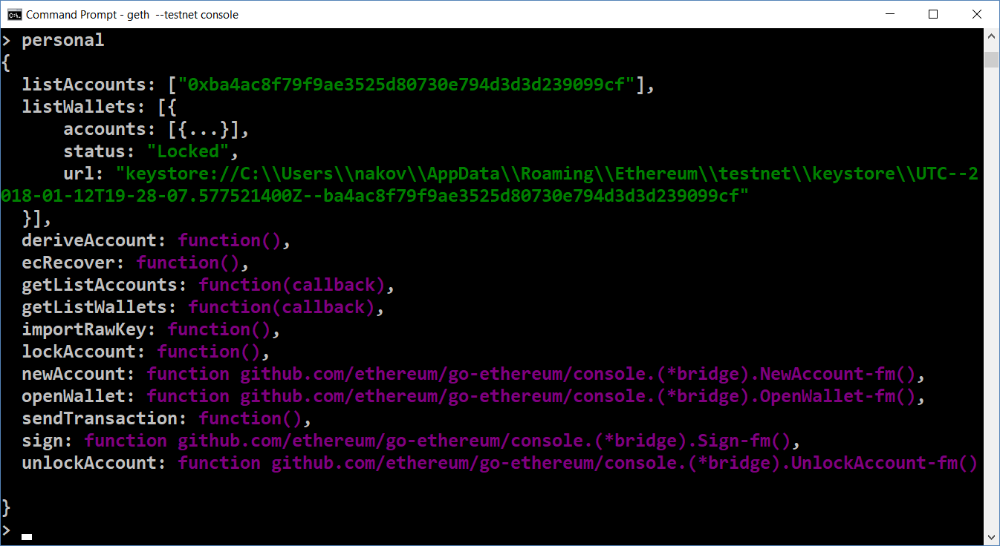 Command Prompt - geth  --testnet console
> personal
{
  listAccounts: ["0xba4ac8f79f9ae3525d80730e794d3d3d239099cf"],
  listWallets: [{
      accounts: [{...}],
      status: "Locked",
      url: "keystore://C:\\Users\\nakov\\AppData\\Roaming\\Ethereum\\testnet\\keystore\\UTC--2
018-01-12T19-28-07.577521400Z--ba4ac8f79f9ae3525d80730e794d3d3d239099cf"
  }],
  deriveAccount: function(),
  ecRecover: function(),
  getListAccounts: function(callback),
  getListWallets: function(callback),
  importRawKey: function(),
  lockAccount: function(),
  newAccount: function github.com/ethereum/go-ethereum/console.(*bridge).NewAccount-fm(),
  openWallet: function github.com/ethereum/go-ethereum/console.(*bridge).OpenWallet-fm(),
  sendTransaction: function(),
  sign: function github.com/ethereum/go-ethereum/console.(*bridge).Sign-fm(),
  unlockAccount: function github.com/ethereum/go-ethereum/console.(*bridge).UnlockAccount-fm()
}
>